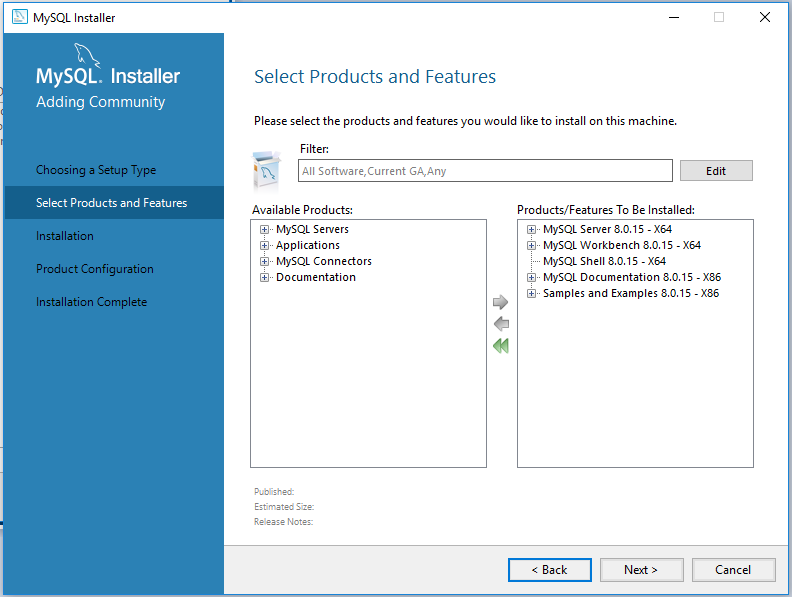 MySQL Installer
MySQL. Installer
Adding Community
Choosing a Setup Type
Select Products and Features
Installation
Product Configuration
Installation Complete
Select Products and Features
Please select the products and features you would like to install on this machine.
Filter:
All Software,Current GA,Any
Edit
Available Products:
MySQL Servers
Applications
MySQL Connectors
Documentation
Products/Features To Be Installed:
MySQL Server 8.0.15 - X64
MySQL Workbench 8.0.15 - X64
MySQL Shell 8.0.15 - X64
MySQL Documentation 8.0.15 - X86
Samples and Examples 8.0.15 - X86
Published:
Estimated Size:
Release Notes:
< Back
Next >
Cancel